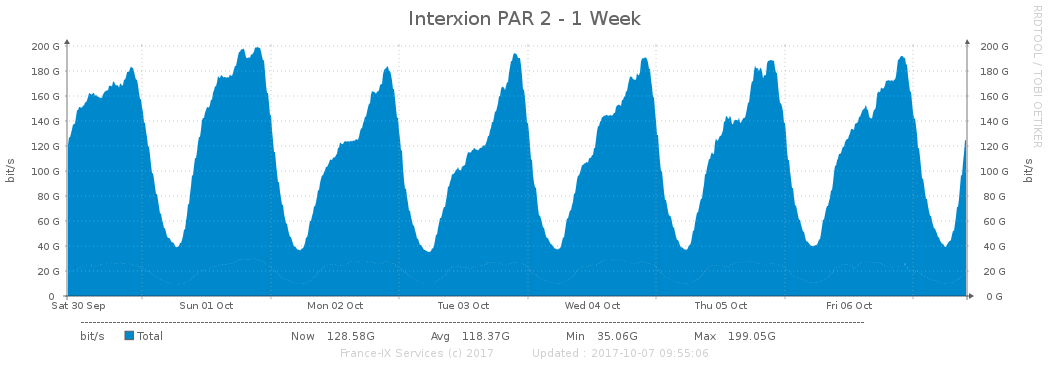 Interxion PAR 2 - 1 Week
RRDTOOL / TOBI OETIKER
200 G 200 G
180 G 180 G
160 G 160 G
140 G 140 G
120 G 120 G
100 G 100 G
80 G 80 G
60 G 60 G
40 G 40 G
20 G 20 G
0 0 G
bit/s bit/s
Sat 30 Sep Sun 01 Oct Mon 02 Oct Tue 03 Oct Wed 04 Oct Thu 05 Oct Fri 06 Oct
bit/s Total Now 128.58G Avg 118.37G Min 35.06G Max 199.05G
France-IX Services (c) 2017 Updated : 2017-10-07 09:55:06